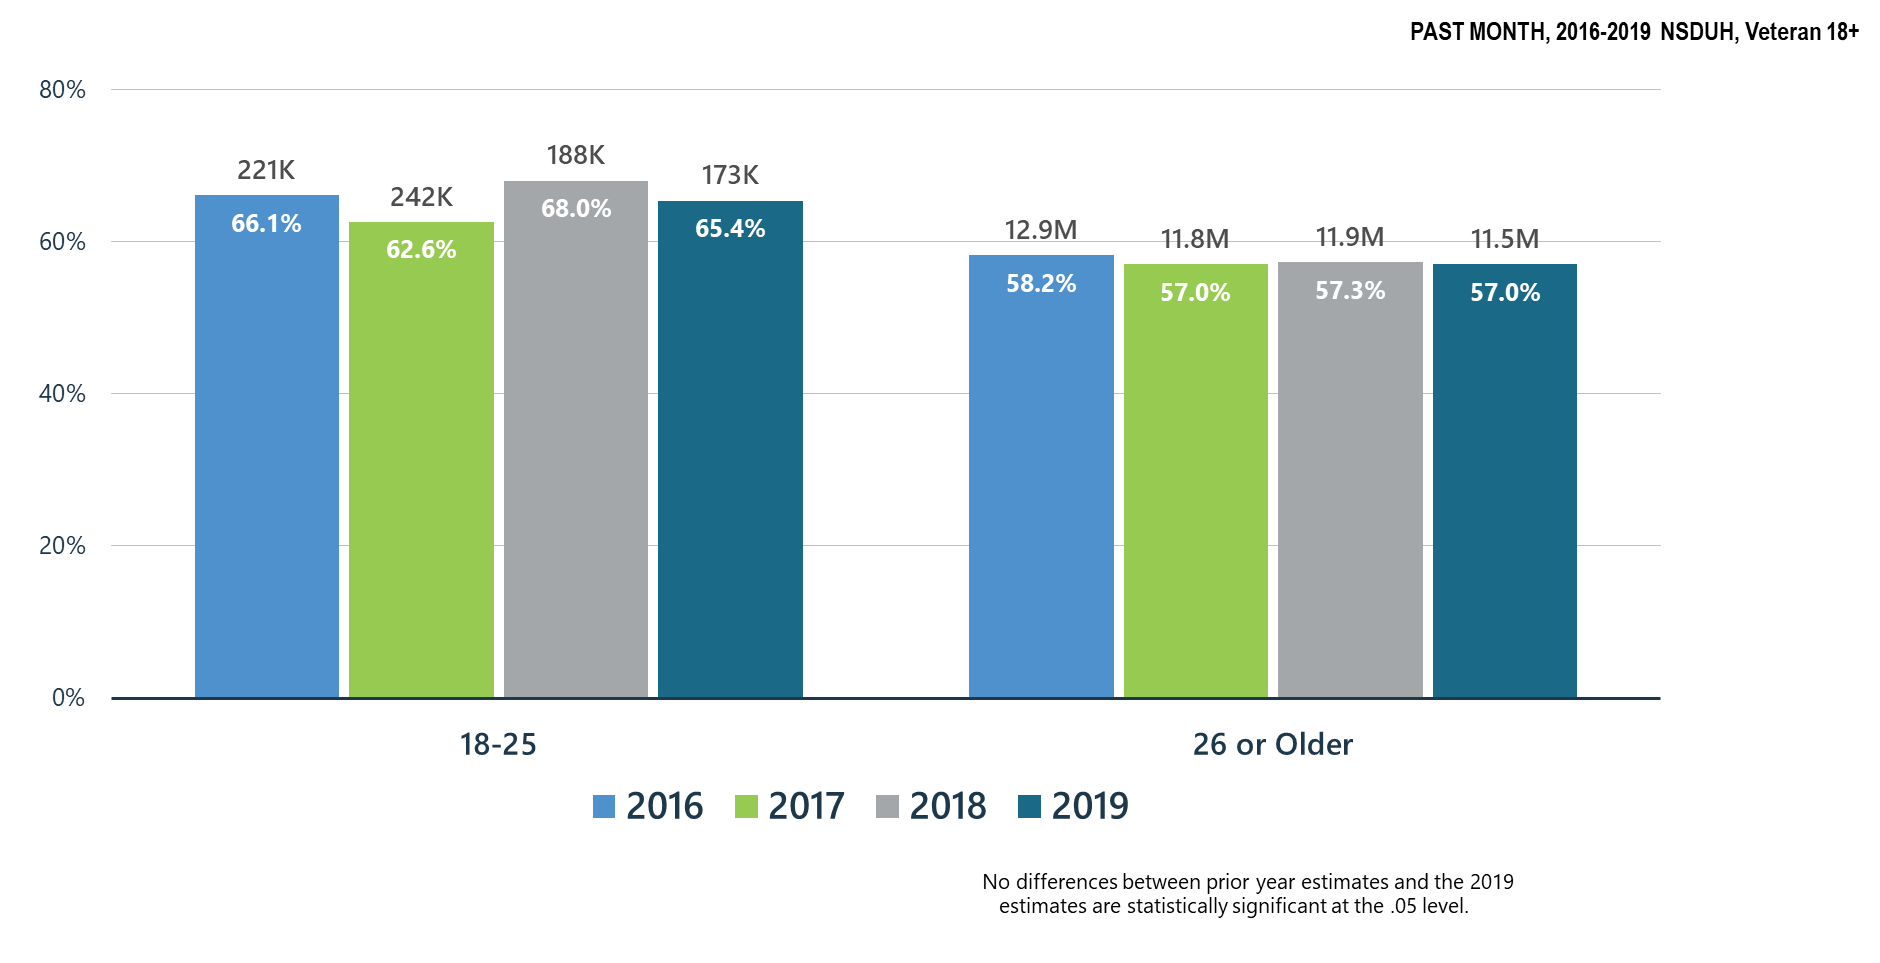 PAST MONTH, 2016-2019 NSDUH, Veteran 18+
80%
60%
40%
20%
0%
221K
66.1%
242K
62.6%
188K
68.0%
173K
65.4%
12.9M
58.2%
11.8M
57.0%
11.9M
57.3%
11.5M
57.0%
18-25
26 or Older
2016 2017 2018 2019
No differences between prior year estimates and the 2019
estimates are statistically significant at the .05 level.